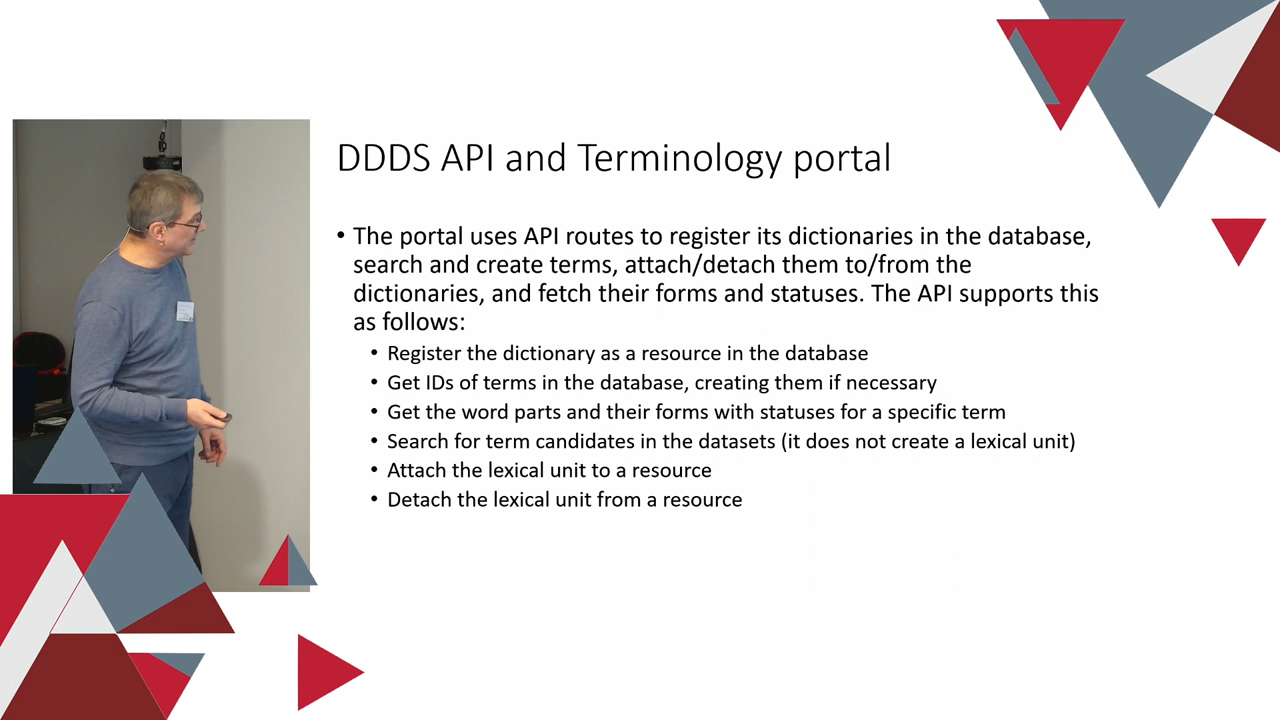 DDDS API and Terminology portal
• The portal uses API routes to register its dictionaries in the database,
search and create terms, attach/detach them to/from the
dictionaries, and fetch their forms and statuses. The API supports this
as follows:
• Register the dictionary as a resource in the database
• Get IDs of terms in the database, creating them if necessary
• Get the word parts and their forms with statuses for a specific term
• Search for term candidates in the datasets (it does not create a lexical unit)
• Attach the lexical unit to a resource
• Detach the lexical unit from a resource